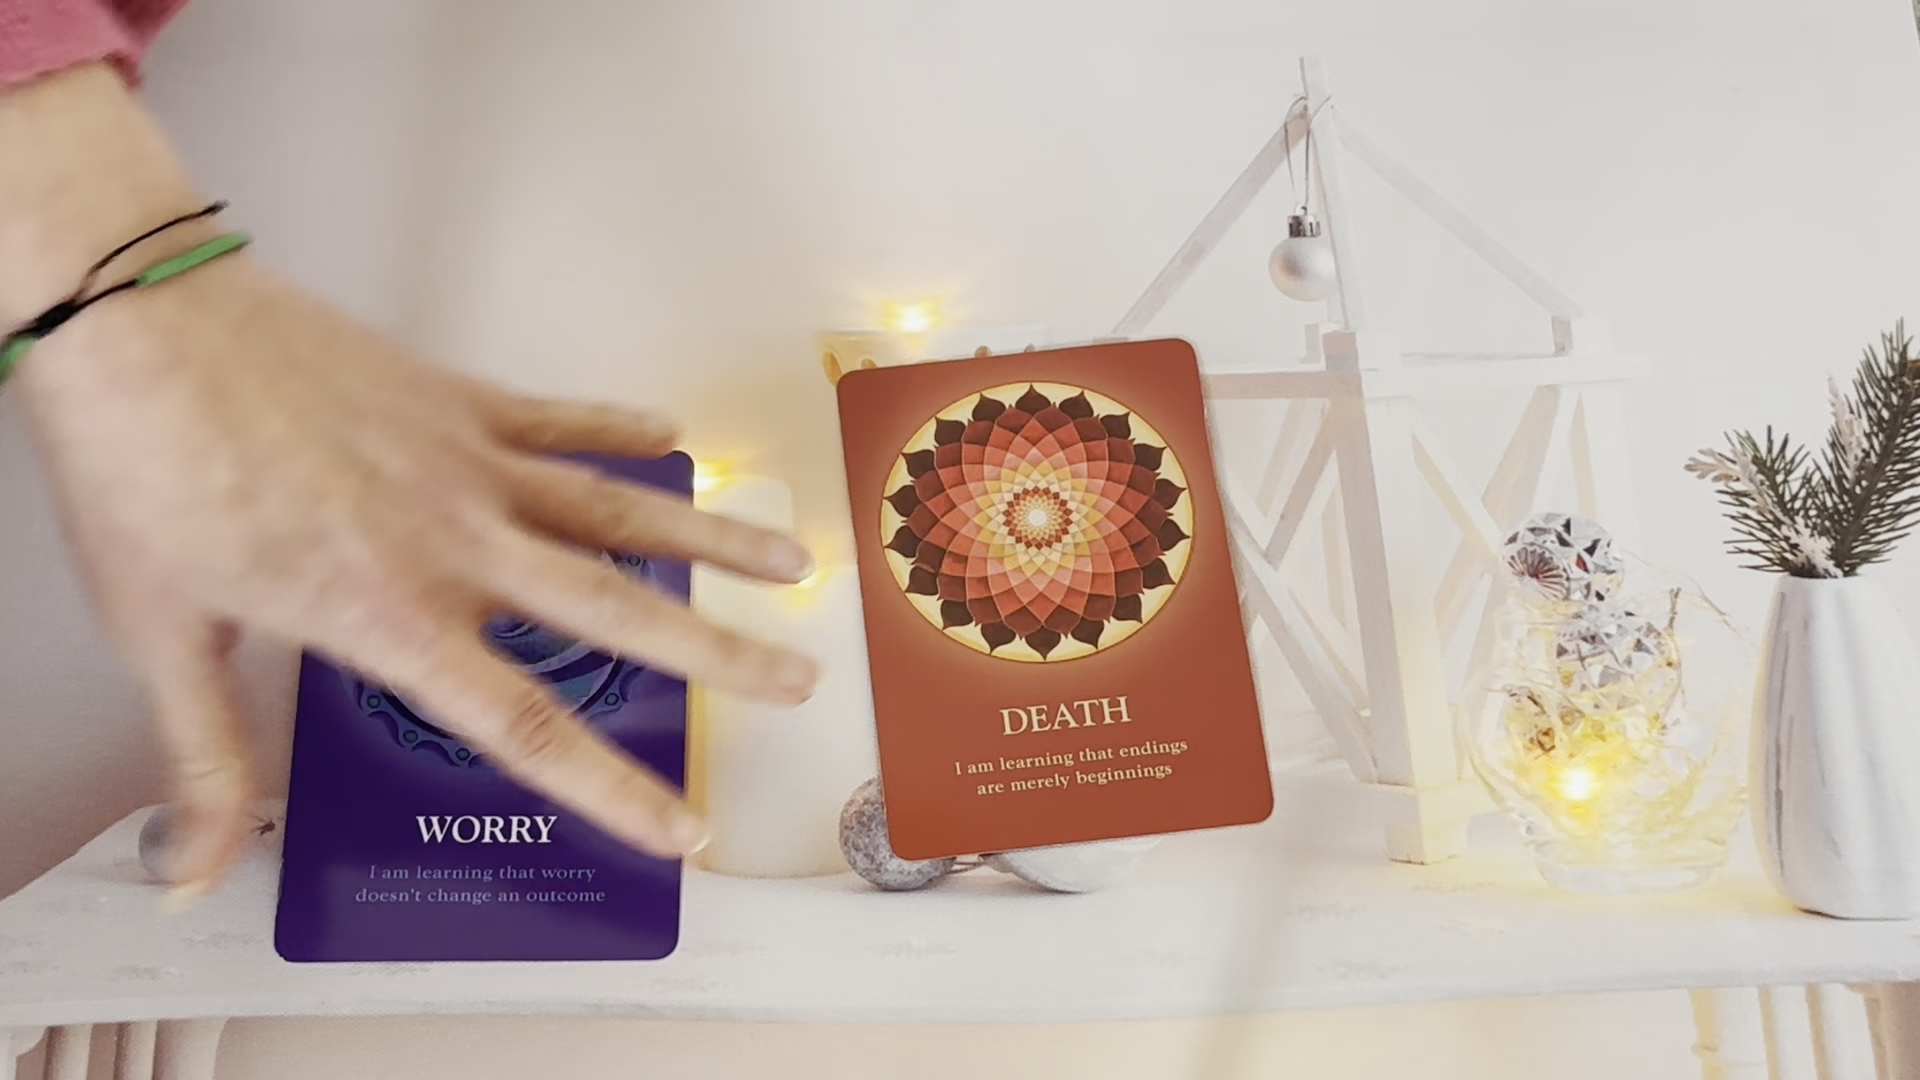 WORRY
I am learning that worry
doesn't change an outcome
DEATH
I am learning that endings
are merely beginnings